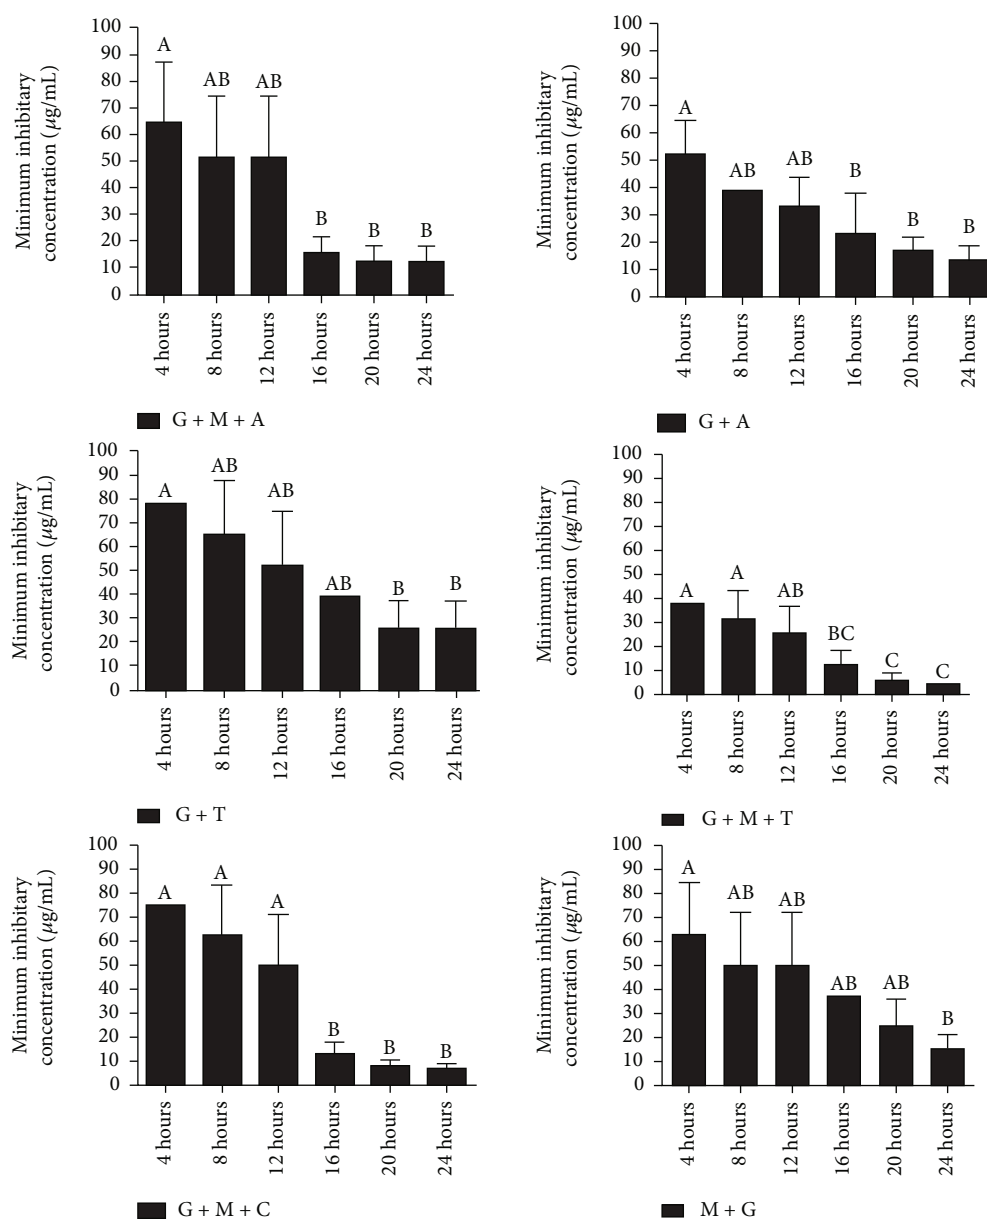 Minimum inhibitary
concentration (μg/mL)
100
90
80
70
60
50
40
30
20
10
0
A
AB
AB
B
B
B
4 hours
8 hours
12 hours
16 hours
20 hours
24 hours
G + M + A
Minimum inhibitary
concentration (μg/mL)
100
90
80
70
60
50
40
30
20
10
0
A
AB
AB
B
B
B
4 hours
8 hours
12 hours
16 hours
20 hours
24 hours
G + A
Minimum inhibitary
concentration (μg/mL)
100
90
80
70
60
50
40
30
20
10
0
A
AB
AB
AB
B
B
4 hours
8 hours
12 hours
16 hours
20 hours
24 hours
G + T
Minimum inhibitary
concentration (μg/mL)
100
90
80
70
60
50
40
30
20
10
0
A
A
AB
BC
C
C
4 hours
8 hours
12 hours
16 hours
20 hours
24 hours
G + M + T
Minimum inhibitary
concentration (μg/mL)
100
90
80
70
60
50
40
30
20
10
0
A
A
A
B
B
B
4 hours
8 hours
12 hours
16 hours
20 hours
24 hours
G + M + C
Minimum inhibitary
concentration (μg/mL)
100
90
80
70
60
50
40
30
20
10
0
A
AB
AB
AB
AB
B
4 hours
8 hours
12 hours
16 hours
20 hours
24 hours
M + G